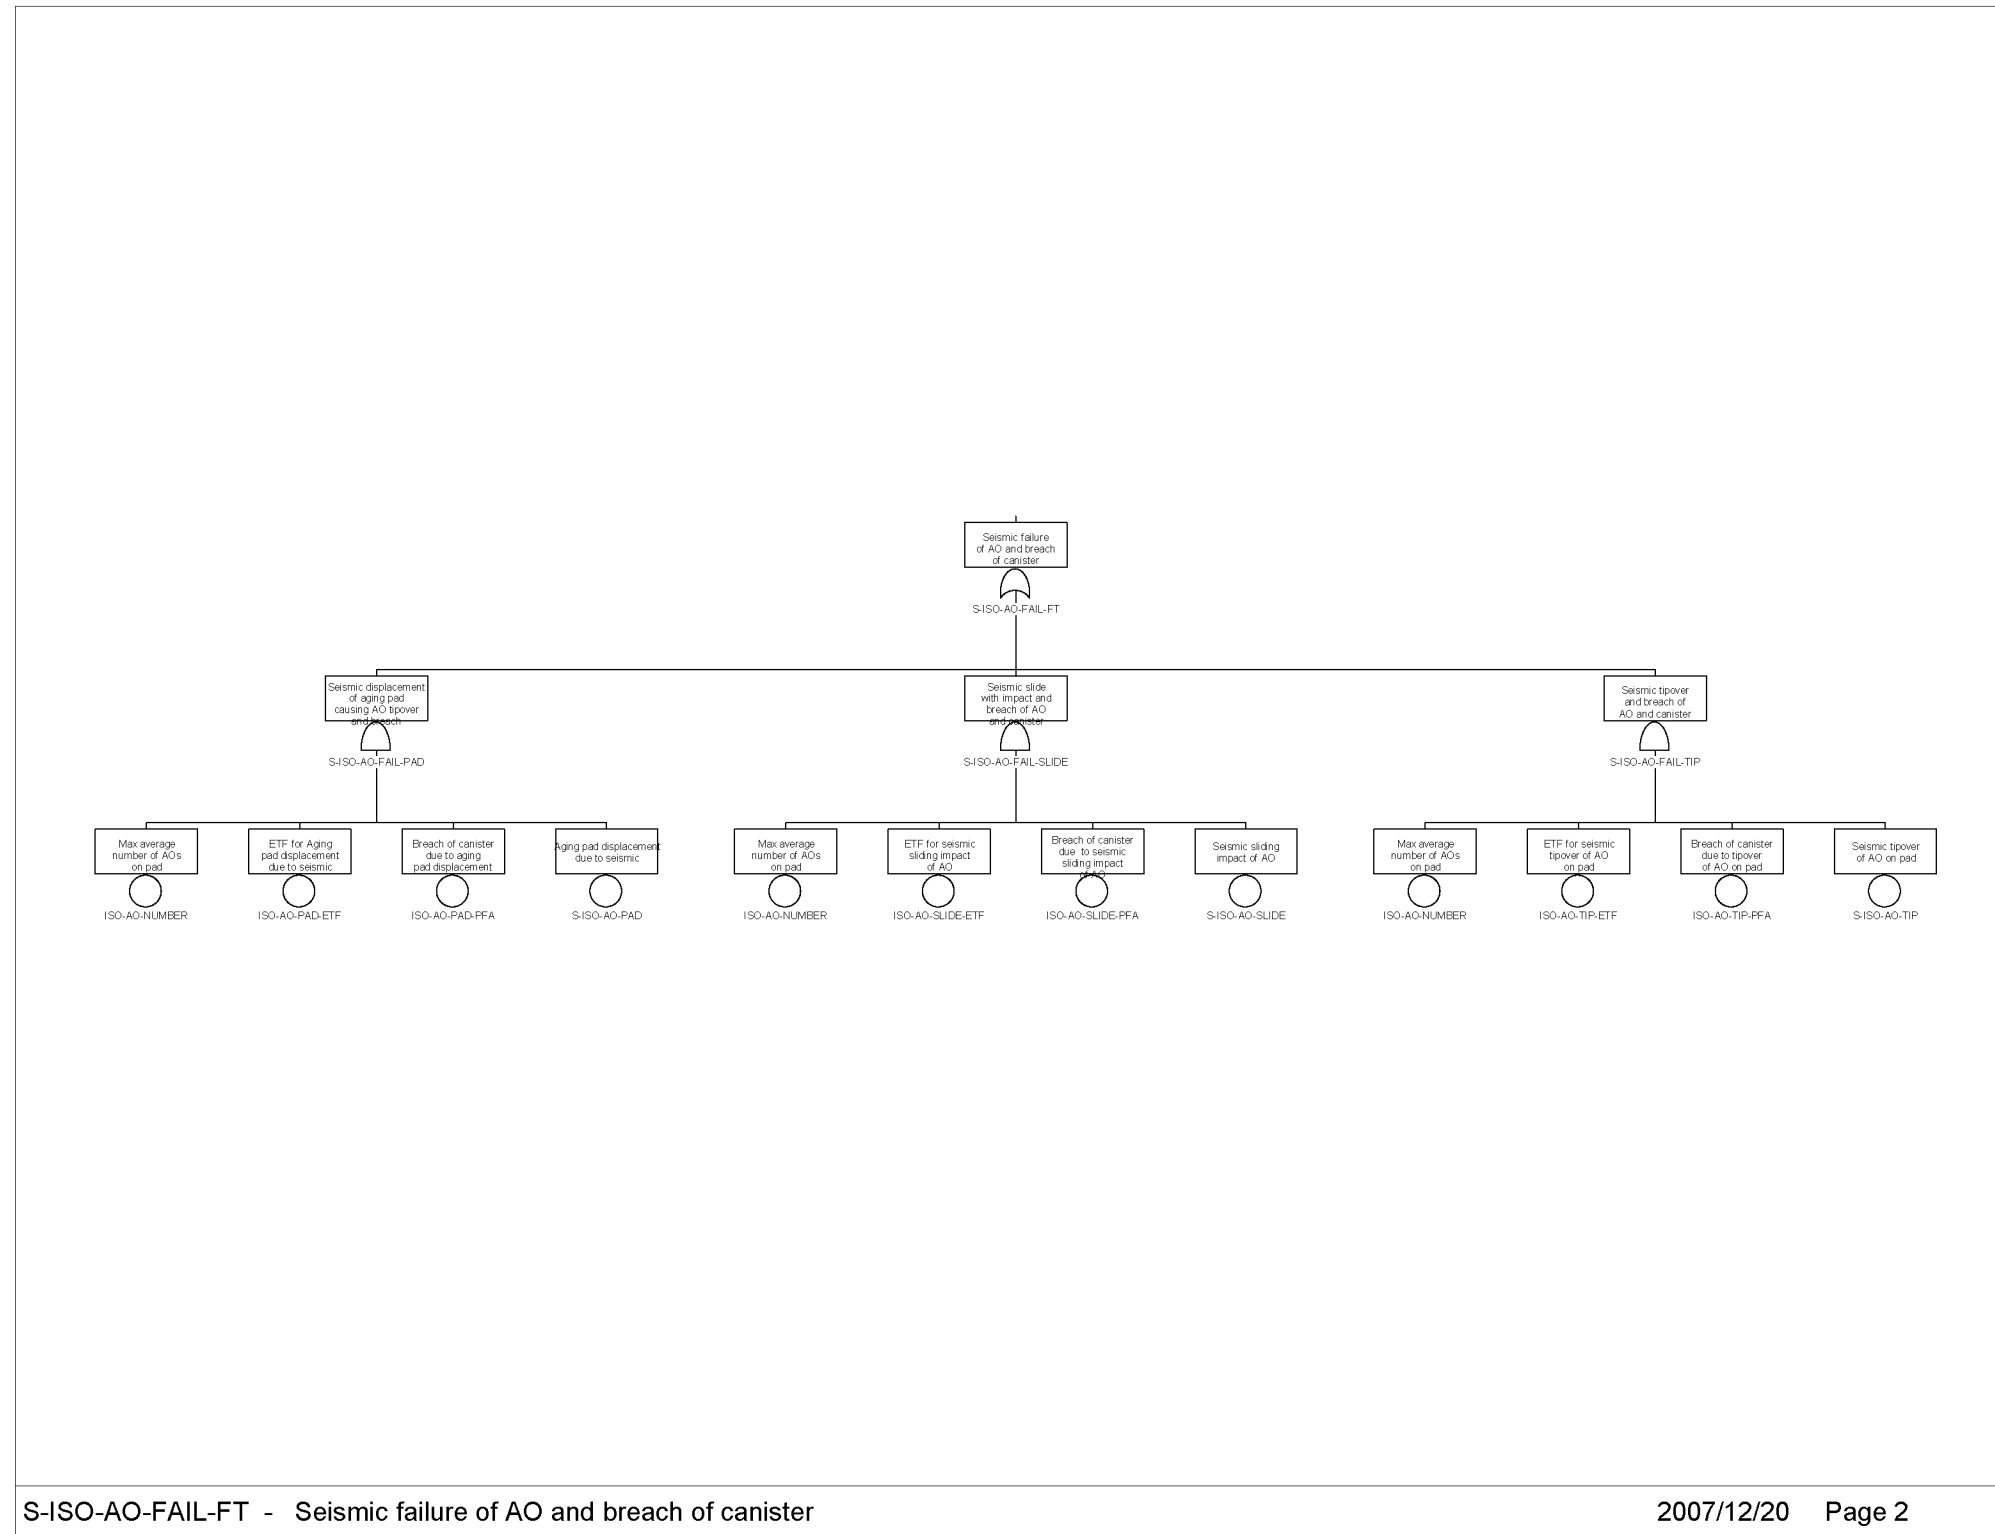 Seismic failure
of AO and breach
of canister
S-ISO-AO-FAIL-FT
Seismic displacement
of aging pad
causing AO tipover
and breach
S-ISO-AO-FAIL-PAD
Seismic slide
with impact and
breach of AO
and canister
S-ISO-AO-FAIL-SLIDE
Seismic tipover
and breach of
AO and canister
S-ISO-AO-FAIL-TIP
Max average
number of AOs
on pad
ISO-AO-NUMBER
ETF for Aging
pad displacement
due to seismic
ISO-AO-PAD-ETF
Breach of canister
due to aging
pad displacement
ISO-AO-PAD-PFA
Aging pad displacement
due to seismic
S-ISO-AO-PAD
Max average
number of AOs
on pad
ISO-AO-NUMBER
ETF for seismic
sliding impact
of AO
ISO-AO-SLIDE-ETF
Breach of canister
due to seismic
sliding impact
of AO
ISO-AO-SLIDE-PFA
Seismic sliding
impact of AO
S-ISO-AO-SLIDE
Max average
number of AOs
on pad
ISO-AO-NUMBER
ETF for seismic
tipover of AO
on pad
ISO-AO-TIP-ETF
Breach of canister
due to tipover
of AO on pad
ISO-AO-TIP-PFA
Seismic tipover
of AO on pad
S-ISO-AO-TIP
S-ISO-AO-FAIL-FT - Seismic failure of AO and breach of canister
2007/12/20 Page 2